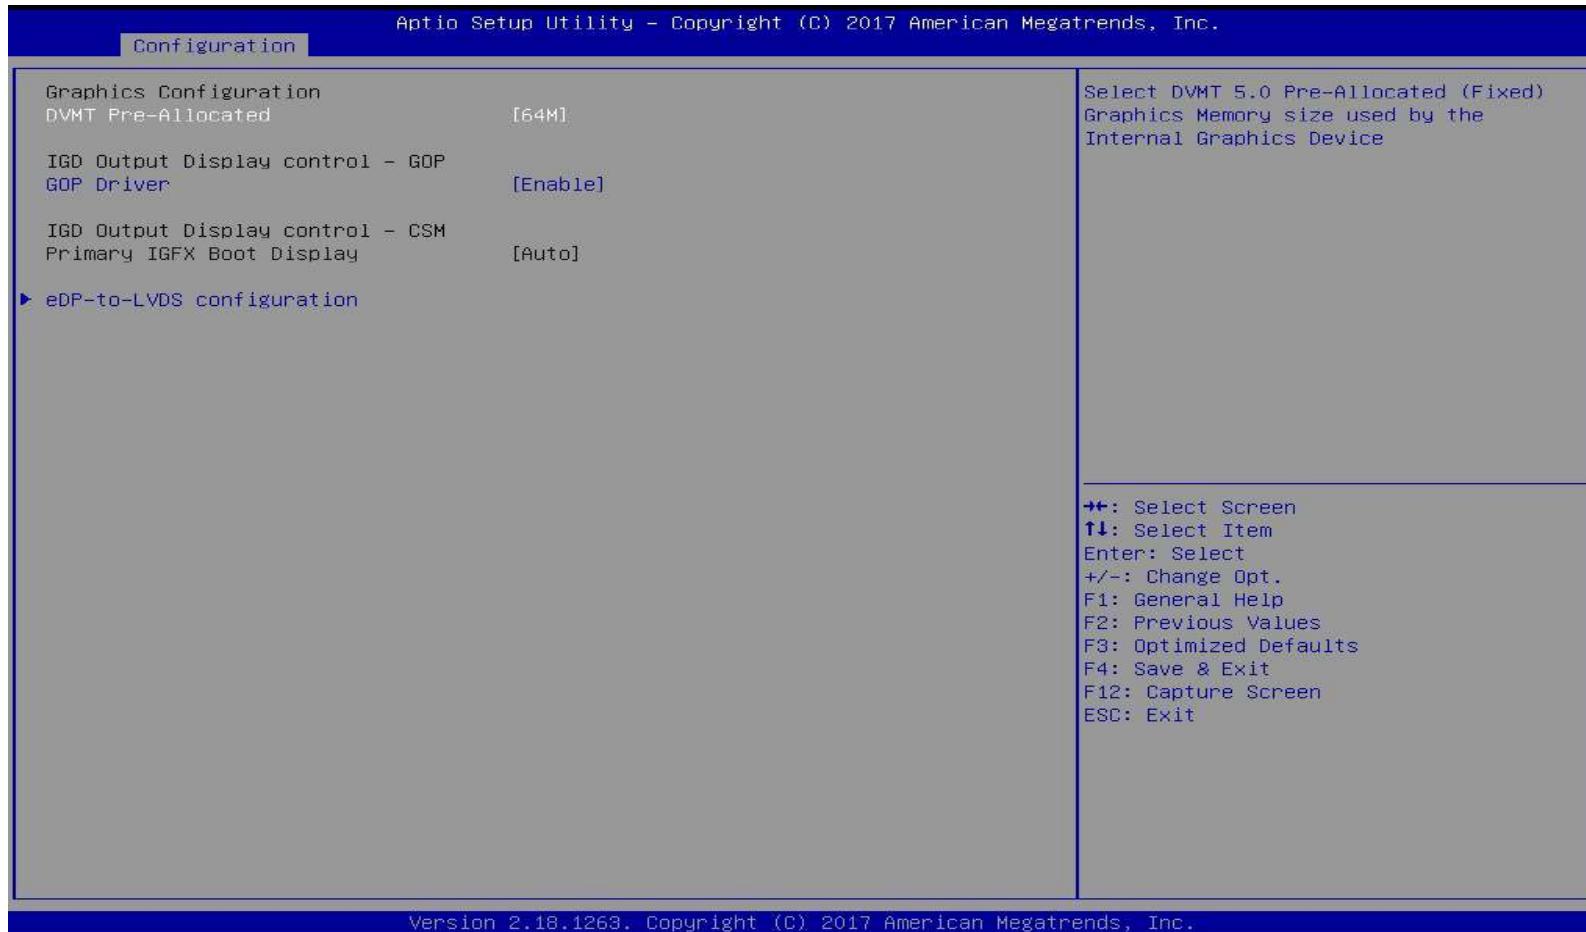 Aptio Setup Utility – Copyright (C) 2017 American Megatrends, Inc.
Configuration
Graphics Configuration
DVMT Pre-Allocated [64M]
IGD Output Display control – GOP
GOP Driver [Enable]
IGD Output Display control – CSM
Primary IGFX Boot Display [Auto]
▶ eDP-to-LVDS configuration
Select DVMT 5.0 Pre-Allocated (Fixed)
Graphics Memory size used by the
Internal Graphics Device
→←: Select Screen
↑↓: Select Item
Enter: Select
+/-: Change Opt.
F1: General Help
F2: Previous Values
F3: Optimized Defaults
F4: Save & Exit
F12: Capture Screen
ESC: Exit
Version 2.18.1263. Copyright (C) 2017 American Megatrends, Inc.